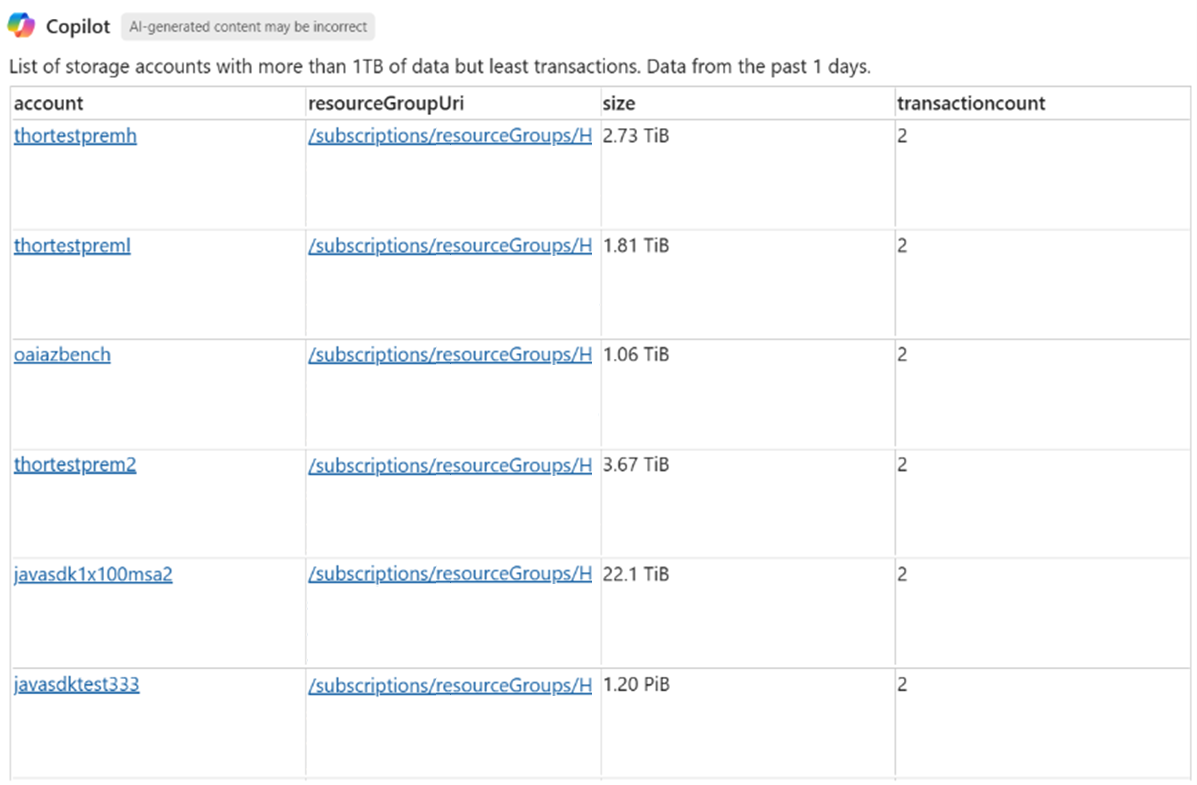 Copilot AI-generated content may be incorrect
List of storage accounts with more than 1TB of data but least transactions. Data from the past 1 days.
account resourceGroupUri size transactioncount
thortestpremh /subscriptions/resourceGroups/H 2.73 TiB 2
thortestpreml /subscriptions/resourceGroups/H 1.81 TiB 2
oaiazbench /subscriptions/resourceGroups/H 1.06 TiB 2
thortestprem2 /subscriptions/resourceGroups/H 3.67 TiB 2
javasdk1x100msa2 /subscriptions/resourceGroups/H 22.1 TiB 2
javasdktest333 /subscriptions/resourceGroups/H 1.20 PiB 2